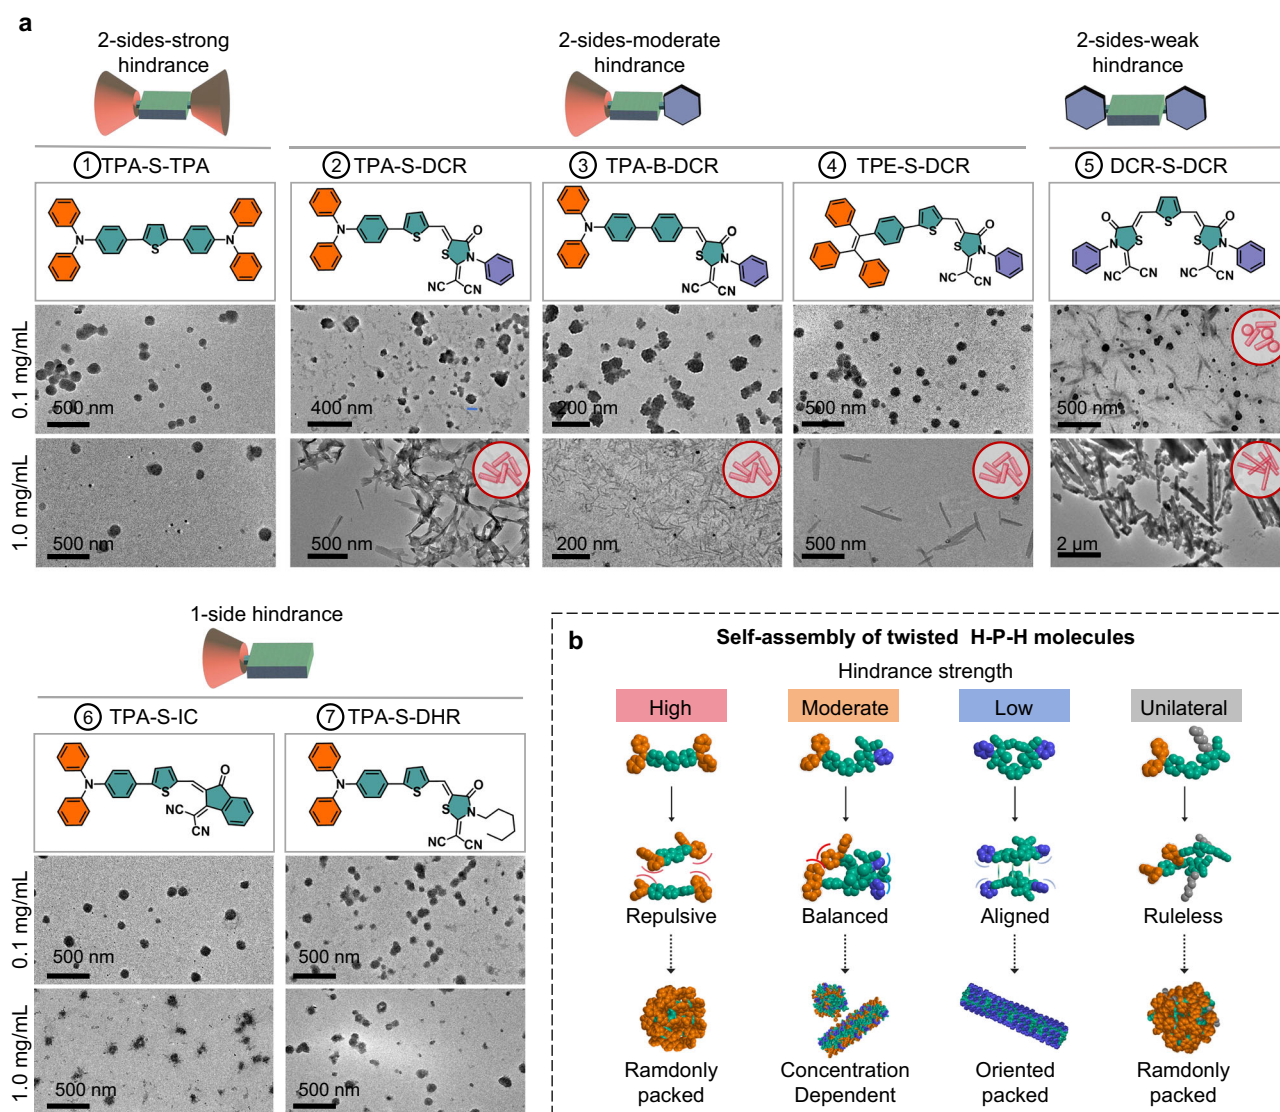 a
2-sides-strong
hindrance
2-sides-moderate
hindrance
2-sides-weak
hindrance
1 TPA-S-TPA
2 TPA-S-DCR
3 TPA-B-DCR
4 TPE-S-DCR
5 DCR-S-DCR
N
S
N
N
S
S
O
N
NC
CN
N
S
O
N
NC
CN
S
S
O
N
NC
CN
O
S
O
N
S
S
N
NC
CN
NC
CN
0.1 mg/mL
500 nm
400 nm
200 nm
500 nm
500 nm
1.0 mg/mL
500 nm
500 nm
200 nm
500 nm
2 µm
1-side hindrance
6 TPA-S-IC
7 TPA-S-DHR
N
S
O
NC
CN
N
S
S
O
N
NC
CN
0.1 mg/mL
500 nm
500 nm
1.0 mg/mL
500 nm
500 nm
b
Self-assembly of twisted H-P-H molecules
Hindrance strength
High
Moderate
Low
Unilateral
Repulsive
Balanced
Aligned
Ruleless
Ramdonly
packed
Concentration
Dependent
Oriented
packed
Ramdonly
packed